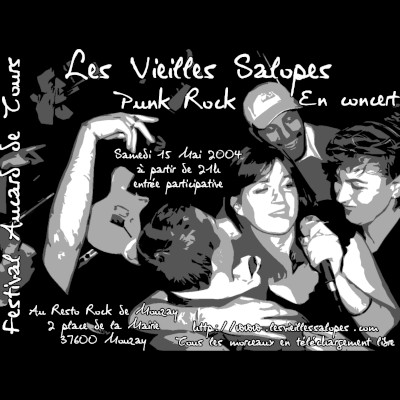 Les Vieilles Salopes
Punk Rock En concert
Samedi 15 Mai 2004
à partir de 21h
entrée participative
Festival Aucard de Tours
Au Resto Rock de Mouzay
2 place de la Mairie
37600 Mouzay
http://www.lesvieillessalopes.com
Tous les morceaux en téléchargement libre